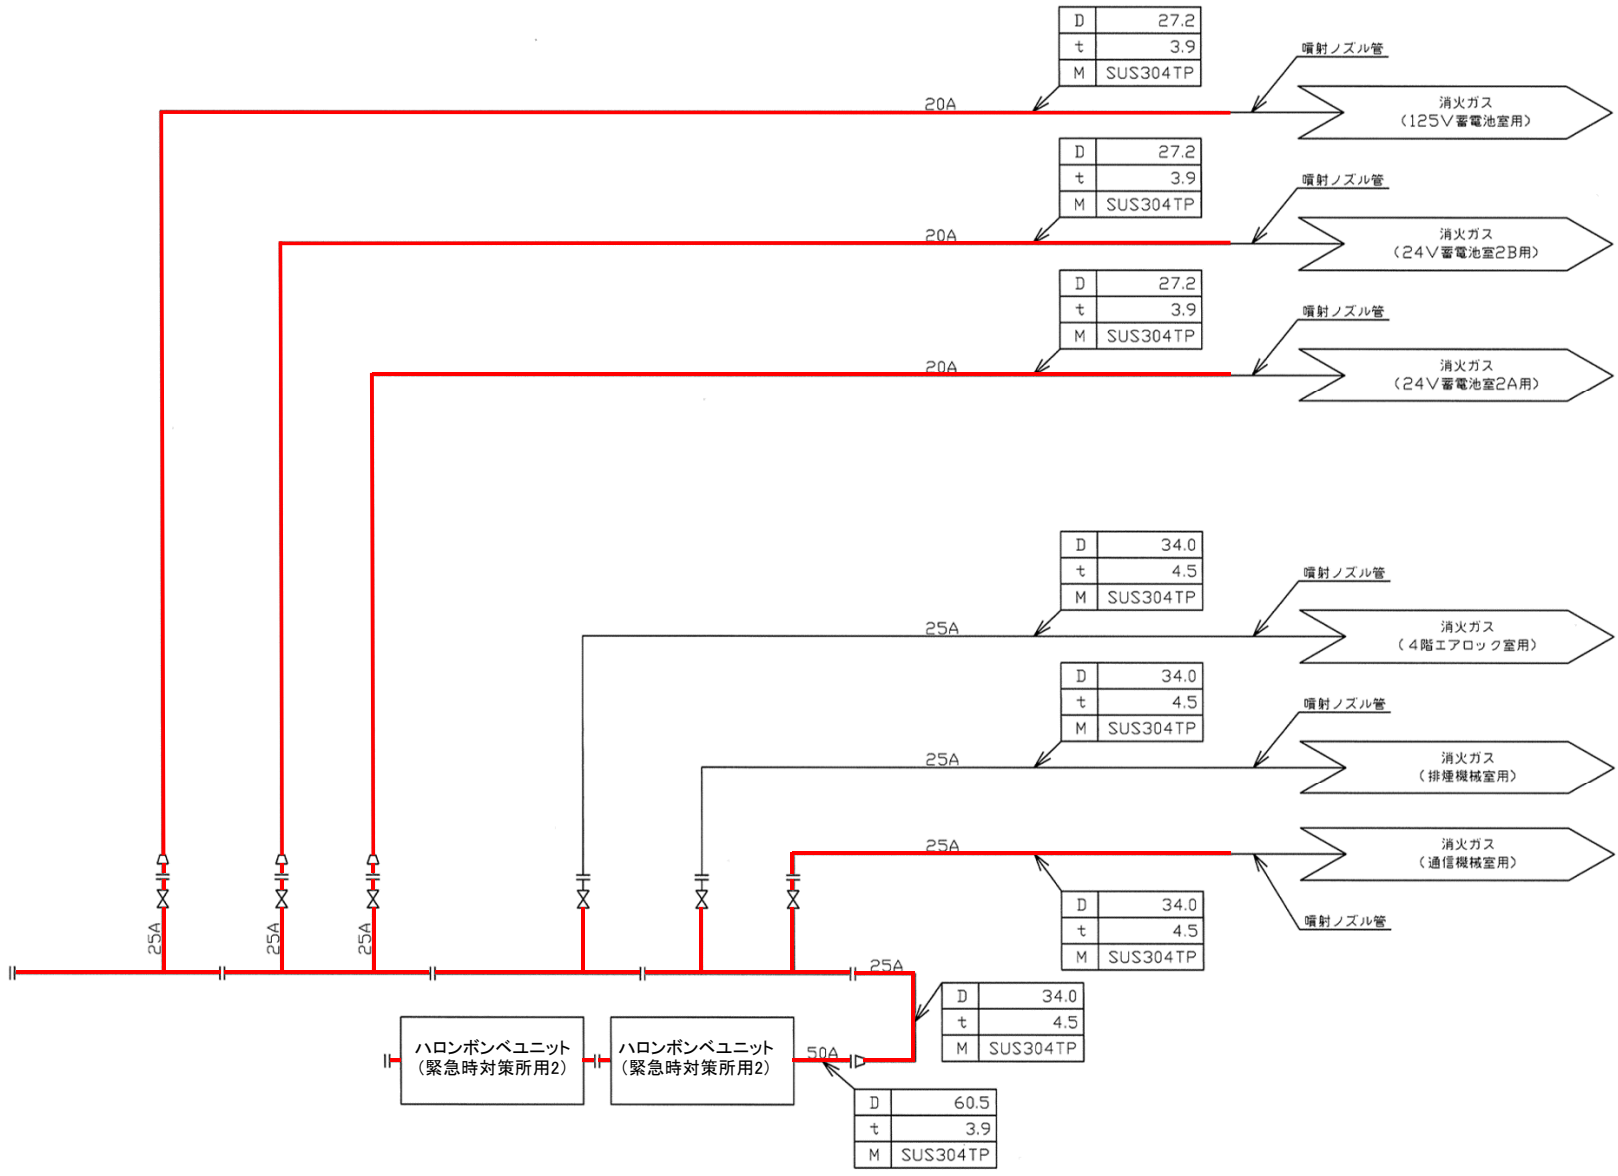 D 27.2
t 3.9
M SUS304TP
噴射ノズル管
20A
消火ガス
(125V蓄電池室用)
D 27.2
t 3.9
M SUS304TP
噴射ノズル管
20A
消火ガス
(24V蓄電池室2B用)
D 27.2
t 3.9
M SUS304TP
噴射ノズル管
20A
消火ガス
(24V蓄電池室2A用)
D 34.0
t 4.5
M SUS304TP
噴射ノズル管
25A
消火ガス
(4階エアロック室用)
D 34.0
t 4.5
M SUS304TP
噴射ノズル管
25A
消火ガス
(排煙機械室用)
25A
消火ガス
(通信機械室用)
D 34.0
t 4.5
M SUS304TP
噴射ノズル管
25A
25A
25A
25A
D 34.0
t 4.5
M SUS304TP
ハロンボンベユニット
(緊急時対策所用2)
ハロンボンベユニット
(緊急時対策所用2)
50A
D 60.5
t 3.9
M SUS304TP